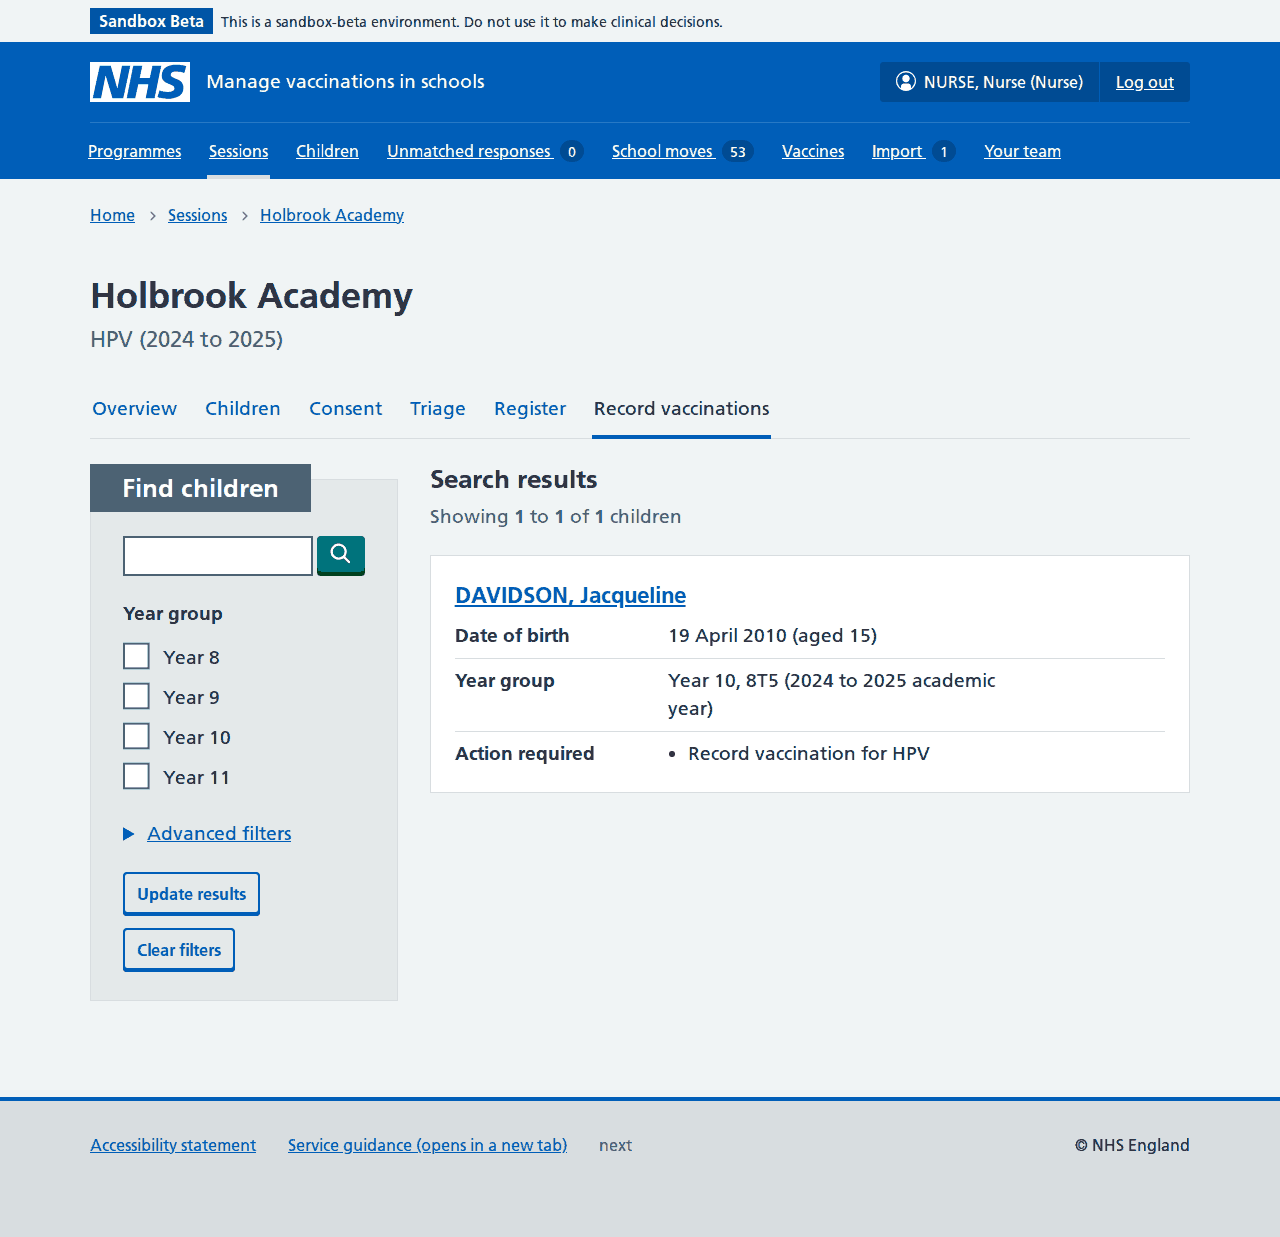 Sandbox Beta This is a sandbox-beta environment. Do not use it to make clinical decisions.
NHS Manage vaccinations in schools NURSE, Nurse (Nurse) Log out
Programmes Sessions Children Unmatched responses 0 School moves 53 Vaccines Import 1 Your team
Home Sessions Holbrook Academy
Holbrook Academy
HPV (2024 to 2025)
Overview Children Consent Triage Register Record vaccinations
Find children
Year group
Year 8
Year 9
Year 10
Year 11
Advanced filters
Update results
Clear filters
Search results
Showing 1 to 1 of 1 children
DAVIDSON, Jacqueline
Date of birth 19 April 2010 (aged 15)
Year group Year 10, 8T5 (2024 to 2025 academic
year)
Action required • Record vaccination for HPV
Accessibility statement Service guidance (opens in a new tab) next © NHS England